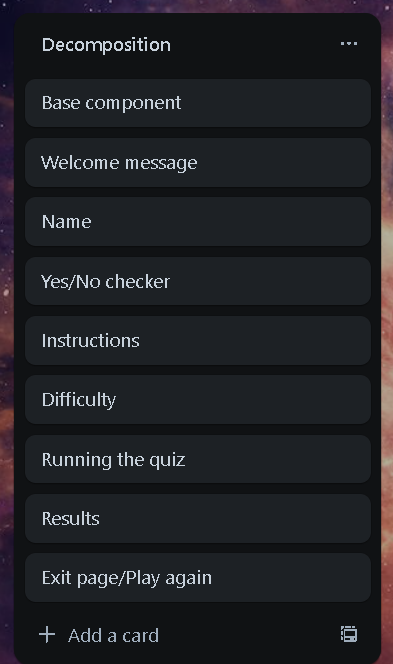 Decomposition
Base component
Welcome message
Name
Yes/No checker
Instructions
Difficulty
Running the quiz
Results
Exit page/Play again
Add a card